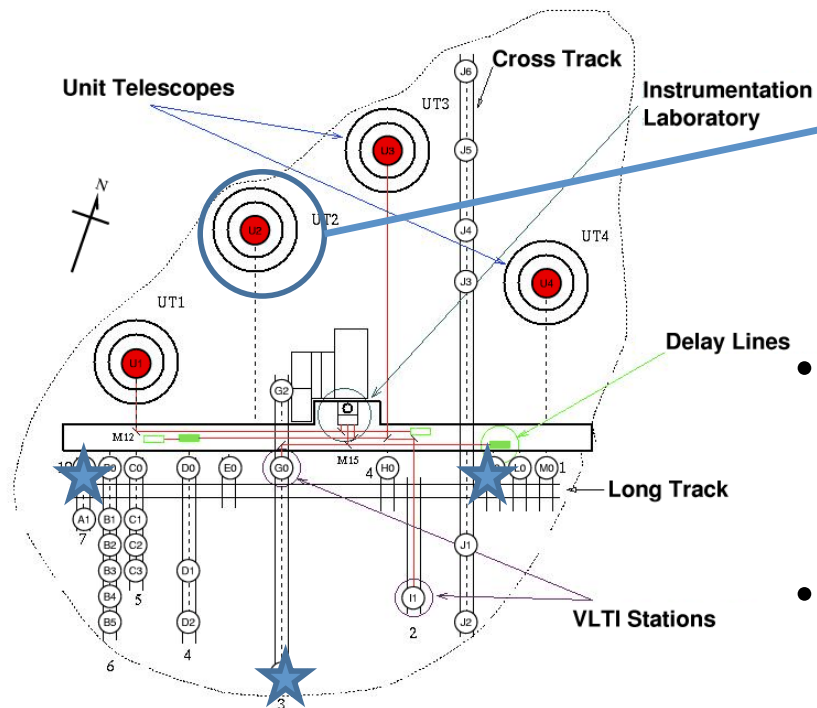 J6
Cross Track
Unit Telescopes
UT3
Instrumentation
Laboratory
U3
J5
N
UT2
U2
J4
UT4
J3
U4
UT1
U1
Delay Lines
G2
M12
M15
B0
C0
D0
E0
G0
4
H0
L0
M0
1
Long Track
A1
7
B1
C1
B2
C2
J1
B3
C3
D1
5
B4
I1
2
B5
D2
J2
VLTI Stations
6
4
3